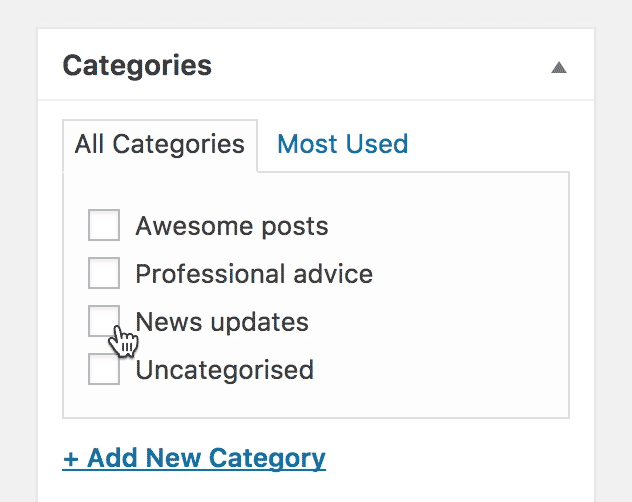 Categories
All Categories Most Used
Awesome posts
Professional advice
News updates
Uncategorised
+ Add New Category